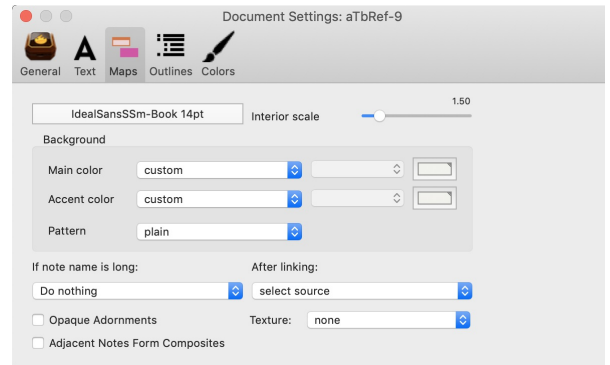 Document Settings: aTbRef-9
General Text Maps Outlines Colors
1.50
IdealSansSSm-Book 14pt Interior scale
Background
Main color custom
Accent color custom
Pattern plain
If note name is long: After linking:
Do nothing select source
Opaque Adornments Texture: none
Adjacent Notes Form Composites